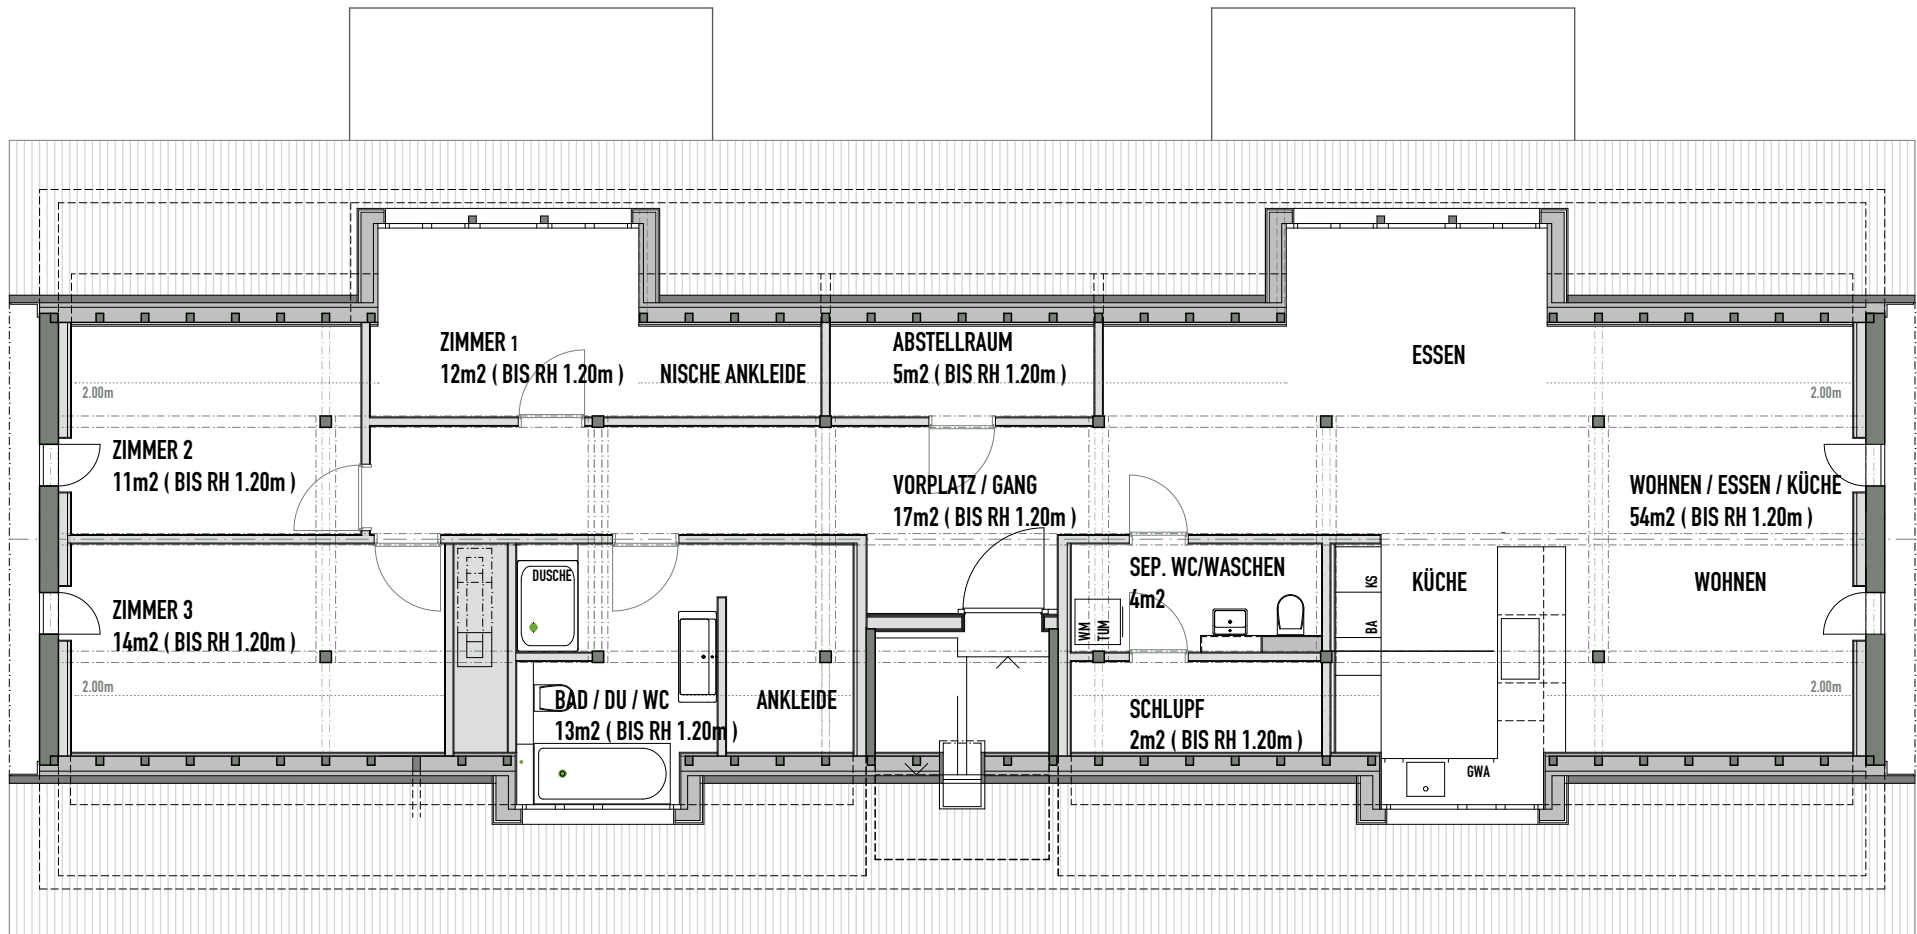 ZIMMER 1
12m2 ( BIS RH 1.20m )
NISCHE ANKLEIDE
ABSTELLRAUM
5m2 ( BIS RH 1.20m )
ESSEN
2.00m
2.00m
ZIMMER 2
11m2 ( BIS RH 1.20m )
VORPLATZ / GANG
17m2 ( BIS RH 1.20m )
WOHNEN / ESSEN / KÜCHE
54m2 ( BIS RH 1.20m )
ZIMMER 3
14m2 ( BIS RH 1.20m )
DUSCHE
SEP. WC/WASCHEN
4m2
WM
TUM
KS
BA
KÜCHE
WOHNEN
2.00m
2.00m
BAD / DU / WC
13m2 ( BIS RH 1.20m )
ANKLEIDE
SCHLUPF
2m2 ( BIS RH 1.20m )
GWA